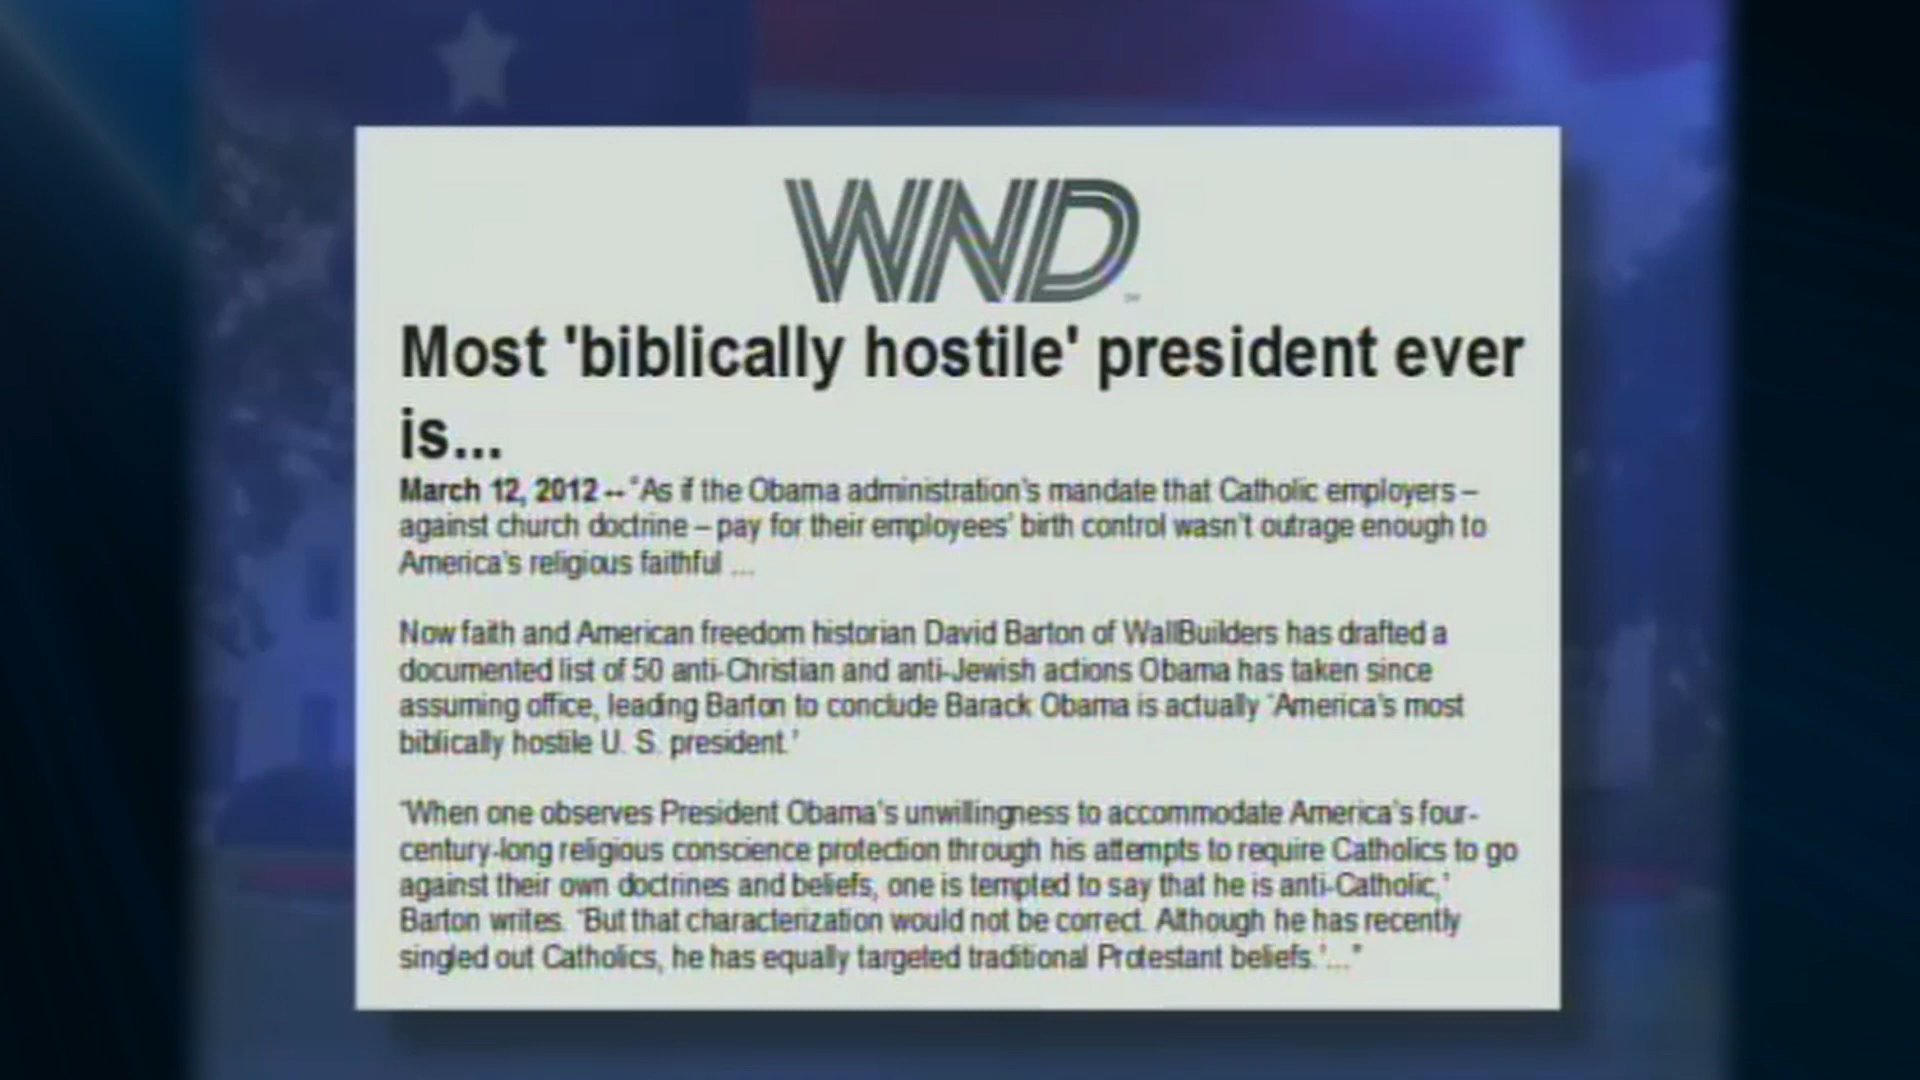 WND
Most 'biblically hostile' president ever
is...
March 12, 2012 -- "As if the Obama administration's mandate that Catholic employers –
against church doctrine – pay for their employees' birth control wasn't outrage enough to
America's religious faithful ...
Now faith and American freedom historian David Barton of WallBuilders has drafted a
documented list of 50 anti-Christian and anti-Jewish actions Obama has taken since
assuming office, leading Barton to conclude Barack Obama is actually 'America's most
biblically hostile U. S. president.'
'When one observes President Obama's unwillingness to accommodate America's four-
century-long religious conscience protection through his attempts to require Catholics to go
against their own doctrines and beliefs, one is tempted to say that he is anti-Catholic,'
Barton writes. 'But that characterization would not be correct. Although he has recently
singled out Catholics, he has equally targeted traditional Protestant beliefs.'..."